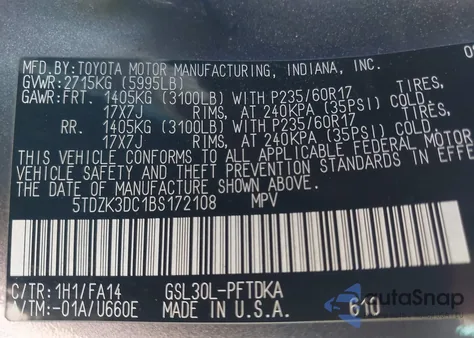 05
MFD.BY:TOYOTA MOTOR MANUFACTURING, INDIANA, INC.
GVWR:2715KG (5995LB)
GAWR:FRT. 1405KG (3100LB) WITH P235/60R17
17X7J RIMS, AT 240KPA (35PSI) COLD.
RR. 1405KG (3100LB) WITH P235/60R17
17X7J RIMS, AT 240KPA (35PSI) COLD.
THIS VEHICLE CONFORMS TO ALL APPLICABLE FEDERAL MOTOR
VEHICLE SAFETY AND THEFT PREVENTION STANDARDS IN EFFE
DATE OF MANUFACTURE SHOWN ABOVE.
5TDZK3DC1BS172108 MPV
C/TR:1H1/FA14 GSL30L-PFTDKA
/TM:-01A/U660E MADE IN U.S.A. 610
autoSnap